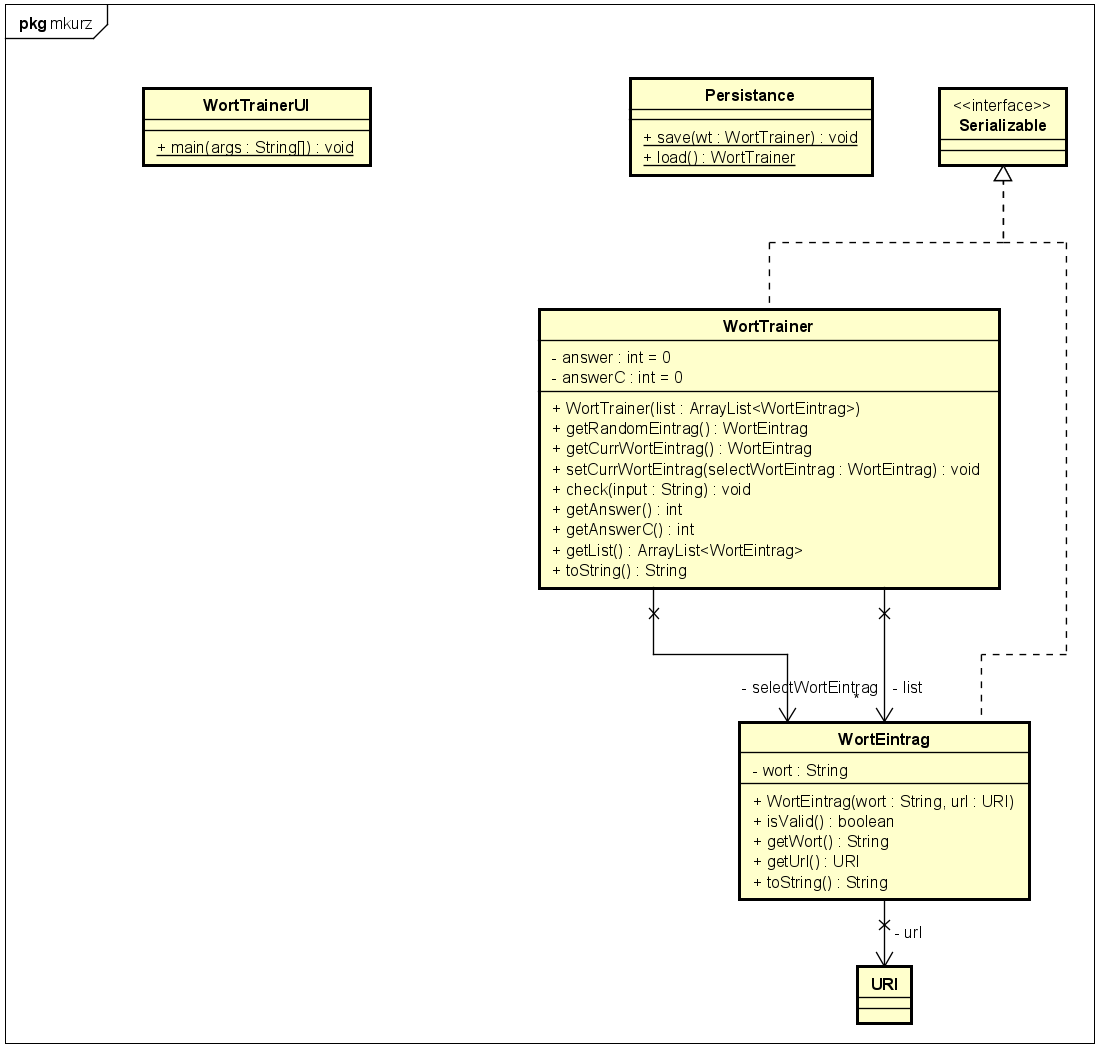 pkg mkurz
WortTrainerUI
+ main(args : String[]) : void
Persistance
+ save(wt : WortTrainer) : void
+ load() : WortTrainer
<<interface>>
Serializable
WortTrainer
- answer : int = 0
- answerC : int = 0
+ WortTrainer(list : ArrayList<WortEintrag>)
+ getRandomEintrag() : WortEintrag
+ getCurrWortEintrag() : WortEintrag
+ setCurrWortEintrag(selectWortEintrag : WortEintrag) : void
+ check(input : String) : void
+ getAnswer() : int
+ getAnswerC() : int
+ getList() : ArrayList<WortEintrag>
+ toString() : String
- selectWortEintrag
*
- list
WortEintrag
- wort : String
+ WortEintrag(wort : String, url : URI)
+ isValid() : boolean
+ getWort() : String
+ getUrl() : URI
+ toString() : String
- url
URI